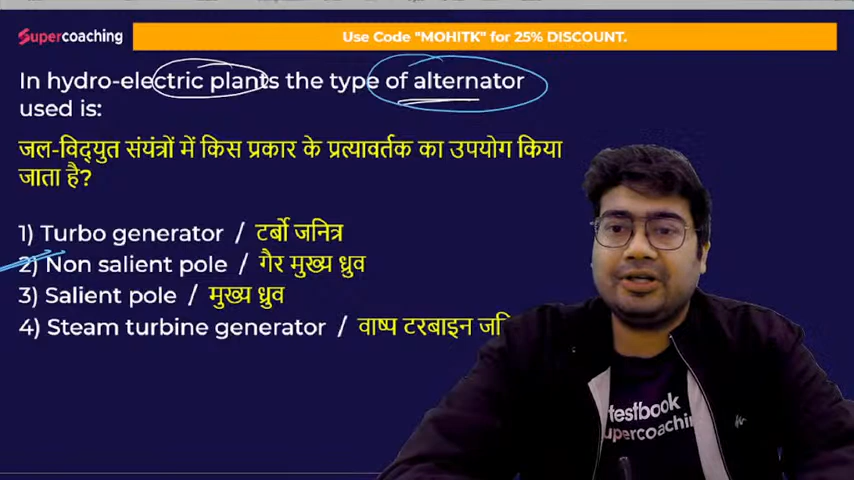 Supercoaching
Use Code "MOHITK" for 25% DISCOUNT.
In hydro-electric plants the type of alternator
used is:
जल-विद्युत संयंत्रों में किस प्रकार के प्रत्यावर्तक का उपयोग किया
जाता है?
1) Turbo generator / टर्बो जनित्र
2) Non salient pole / गैर मुख्य ध्रुव
3) Salient pole / मुख्य ध्रुव
4) Steam turbine generator / वाष्प टरबाइन
testbook
supercoaching